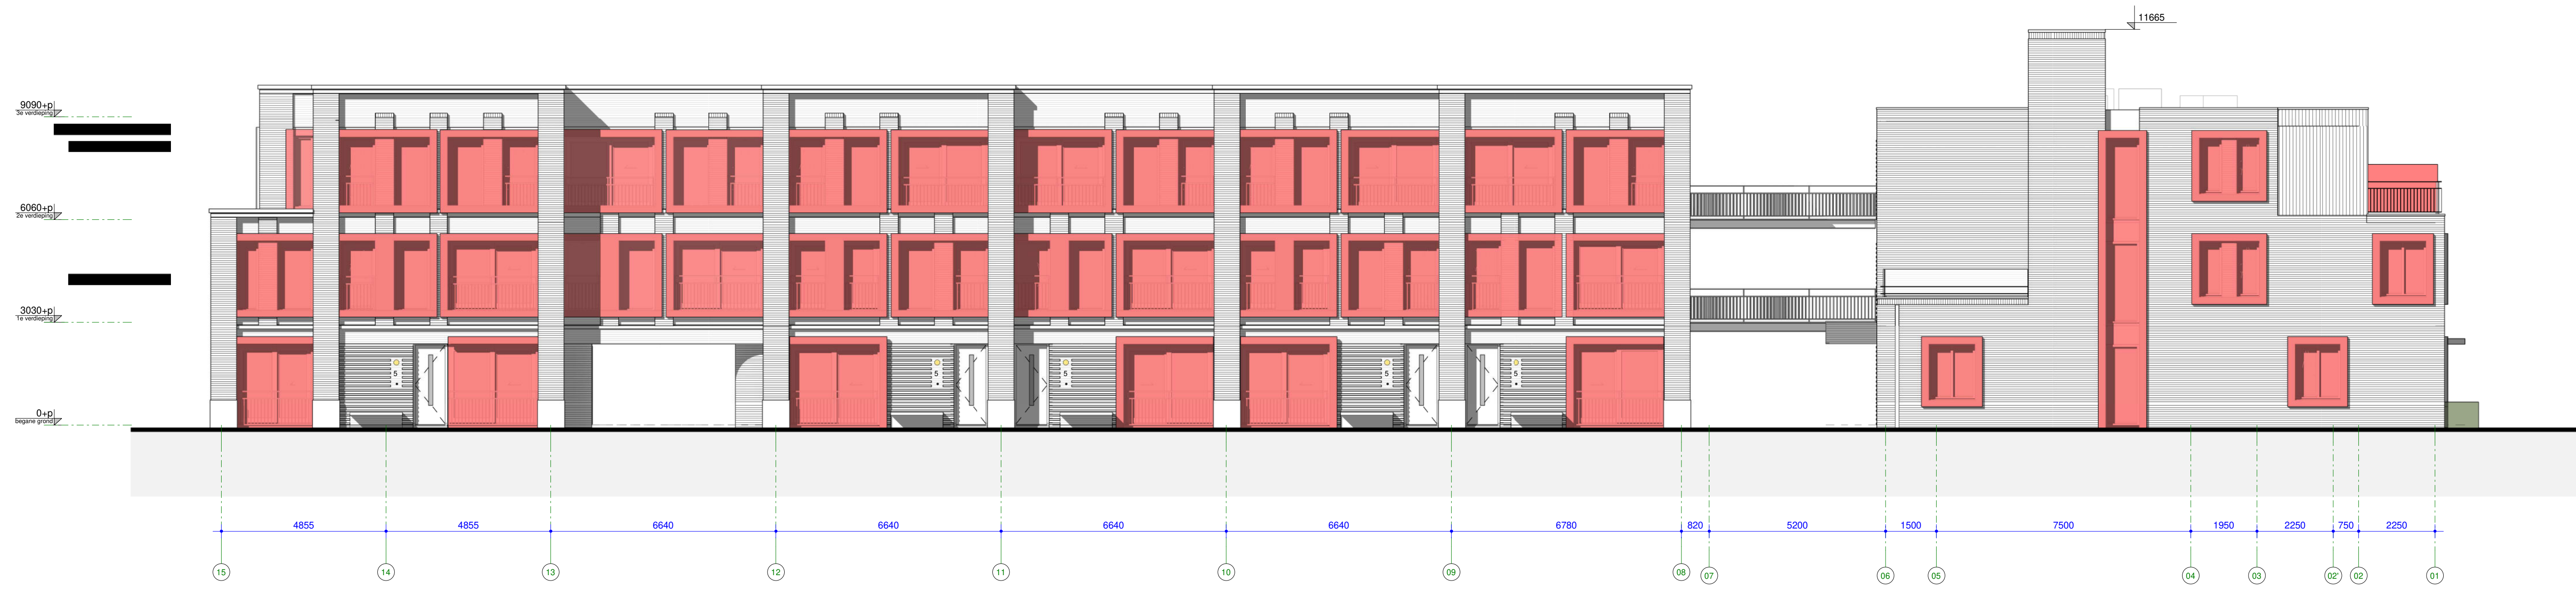 11665
9090+p
3e verdieping
6060+p
2e verdieping
3030+p
1e verdieping
5 5 5 5 5
0+p
begane grond
4855 4855 6640 6640 6640 6640 6780 820 5200 1500 7500 1950 2250 750 2250
15 14 13 12 11 10 09 08 07 06 05 04 03 02' 02 01